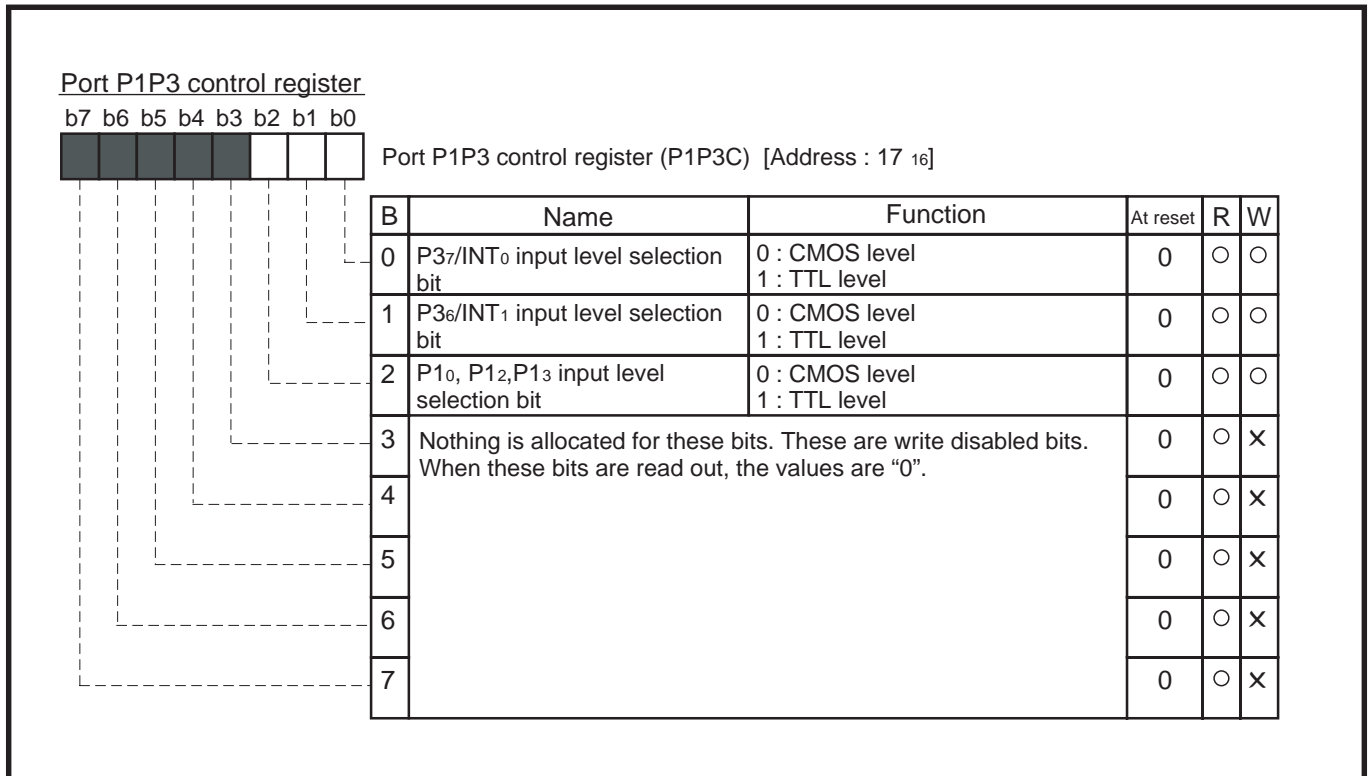 Port P1P3 control register
b7 b6 b5 b4 b3 b2 b1 b0
Port P1P3 control register (P1P3C) [Address : 17 16]
B Name Function At reset R W
0 P37/INT0 input level selection bit 0 : CMOS level 1 : TTL level 0 ○ ○
1 P36/INT1 input level selection bit 0 : CMOS level 1 : TTL level 0 ○ ○
2 P10, P12,P13 input level selection bit 0 : CMOS level 1 : TTL level 0 ○ ○
3 Nothing is allocated for these bits. These are write disabled bits. When these bits are read out, the values are “0”. 0 ○ ×
4 0 ○ ×
5 0 ○ ×
6 0 ○ ×
7 0 ○ ×